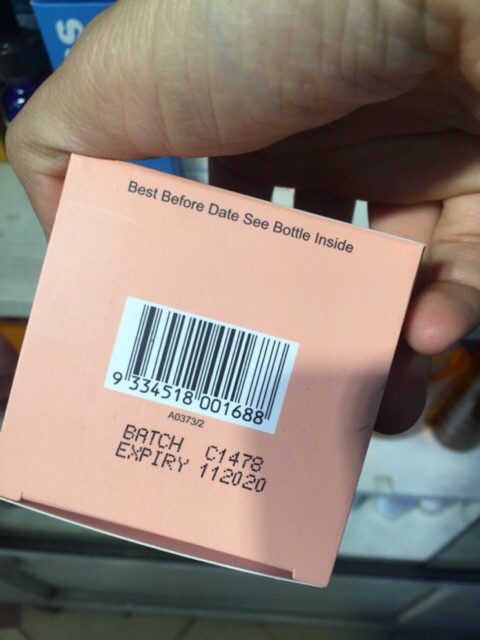 Best Before Date See Bottle Inside
9 334518 001688
A0373/2
BATCH C1478
EXPIRY 112020